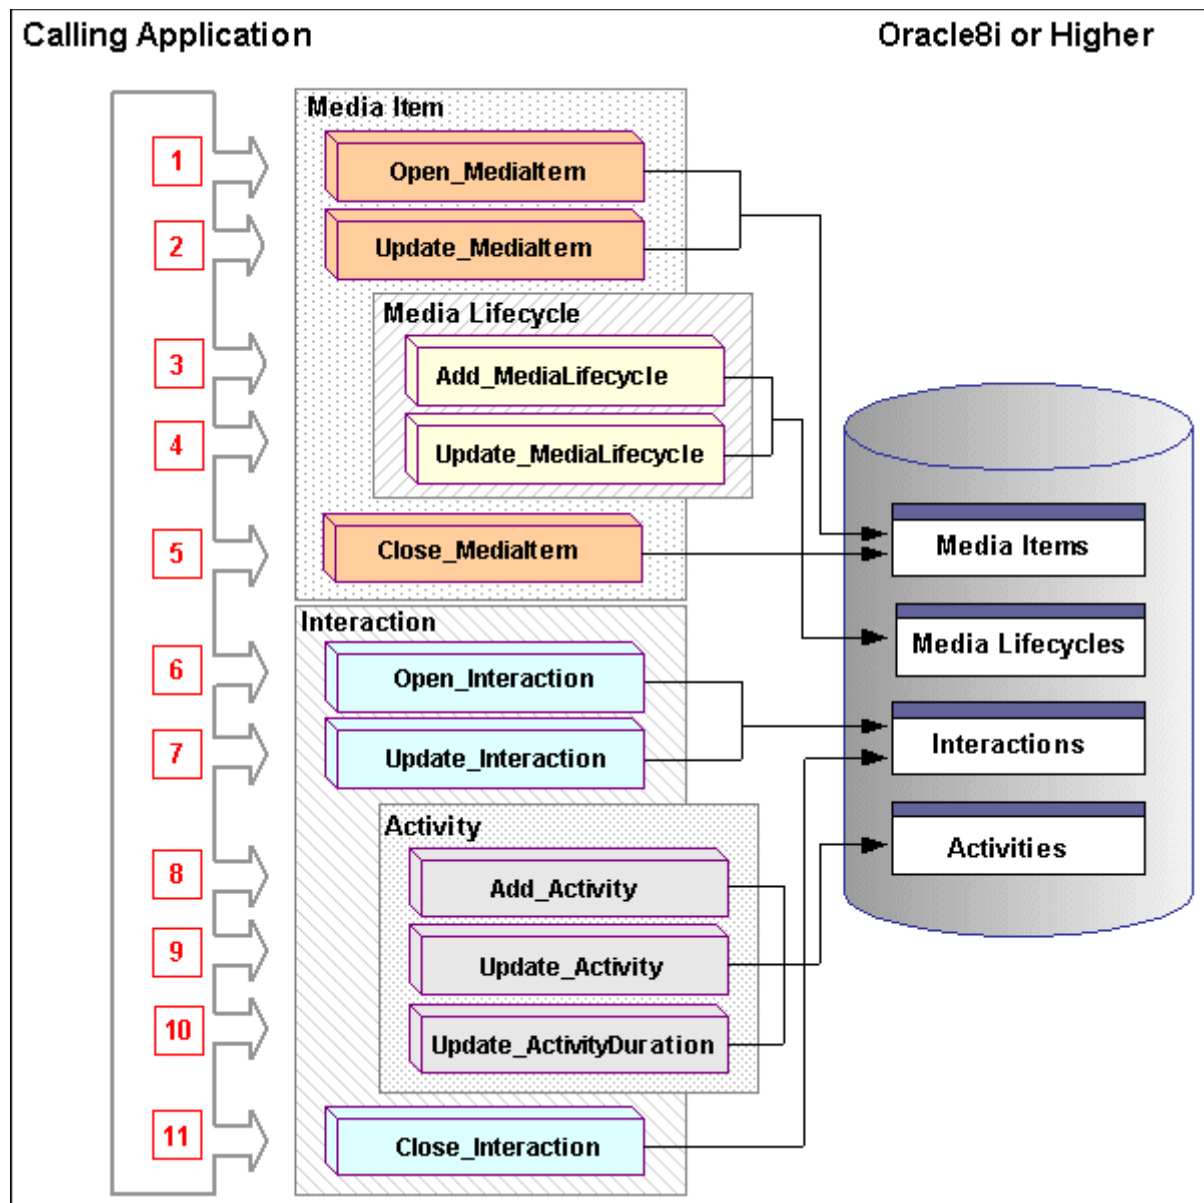 Calling Application
Oracle8i or Higher
Media Item
1
Open_MediaItem
2
Update_MediaItem
Media Lifecycle
3
Add_MediaLifecycle
4
Update_MediaLifecycle
5
Close_MediaItem
Interaction
6
Open_Interaction
7
Update_Interaction
Activity
8
Add_Activity
9
Update_Activity
10
Update_ActivityDuration
11
Close_Interaction
Media Items
Media Lifecycles
Interactions
Activities